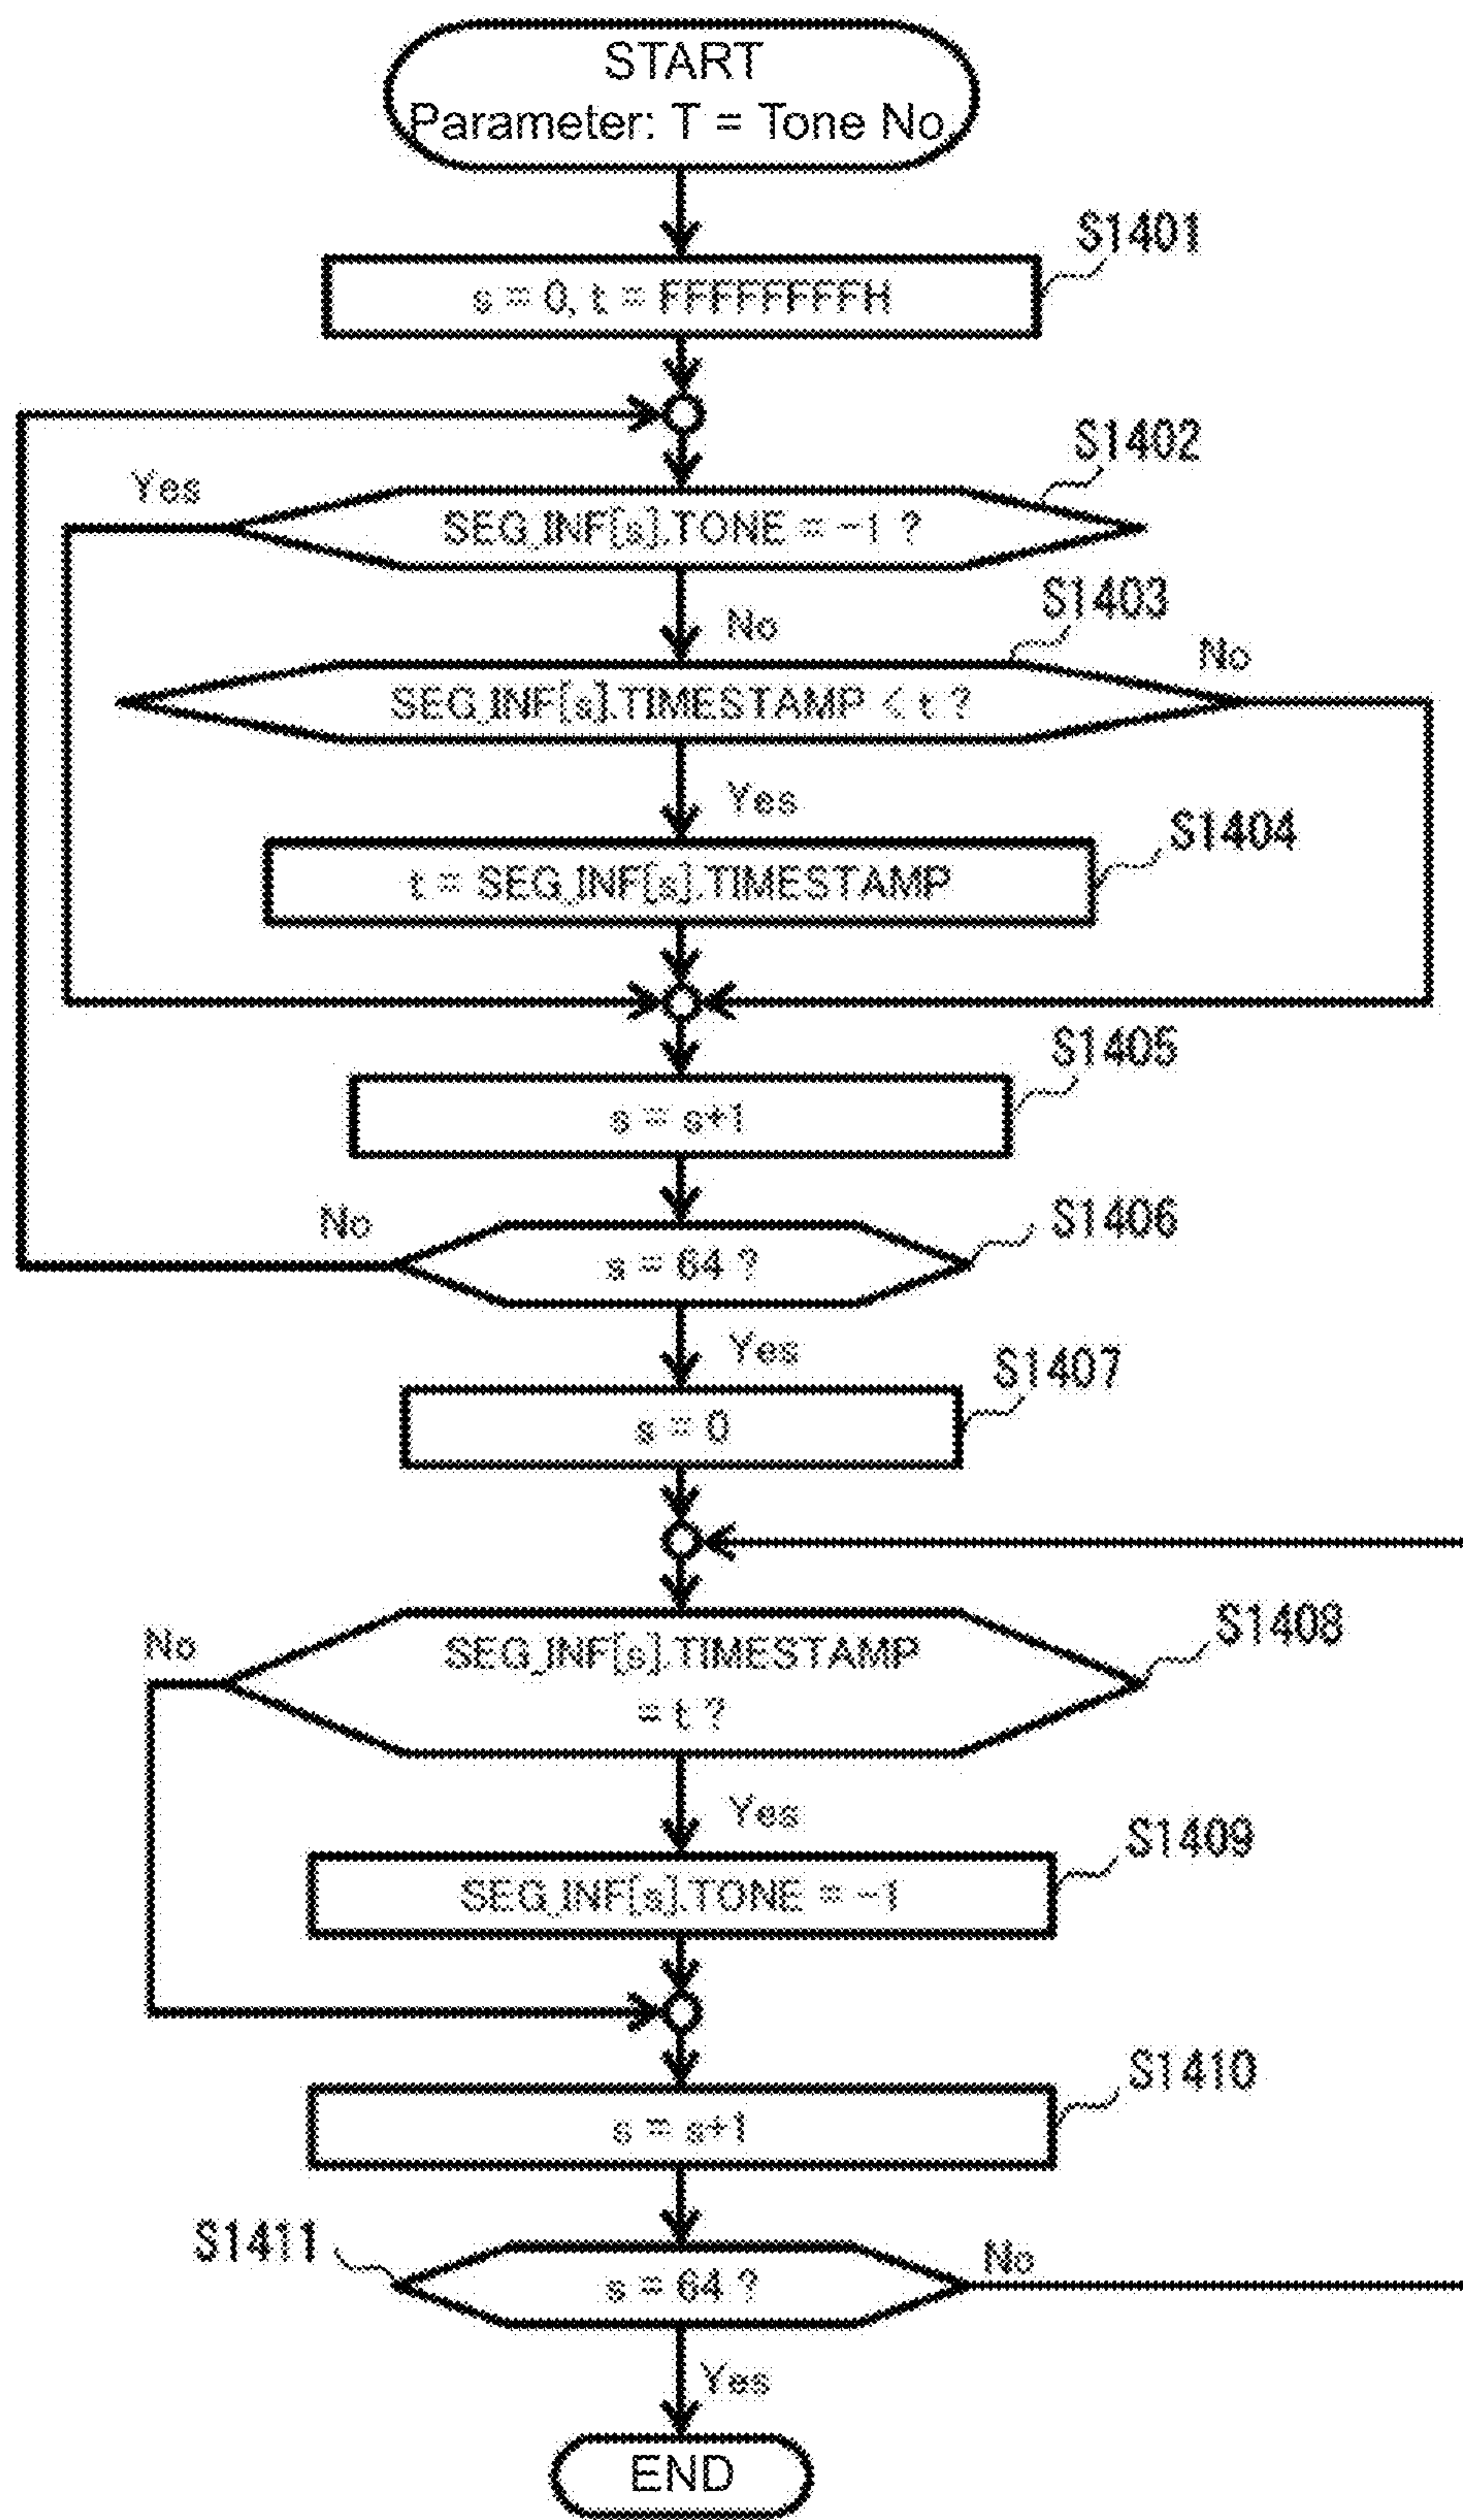 START
Parameter: T = Tone No.
S1401
s = 0, t = FFFFFFFFH
S1402
Yes
SEG_INF[s].TONE = -1 ?
No
S1403
No
SEG_INF[s].TIMESTAMP < t ?
Yes
S1404
t = SEG_INF[s].TIMESTAMP
S1405
s = s+1
S1406
No
s = 64 ?
Yes
S1407
s = 0
S1408
No
SEG_INF[s].TIMESTAMP
= t ?
Yes
S1409
SEG_INF[s].TONE = -1
S1410
s = s+1
S1411
No
s = 64 ?
Yes
END